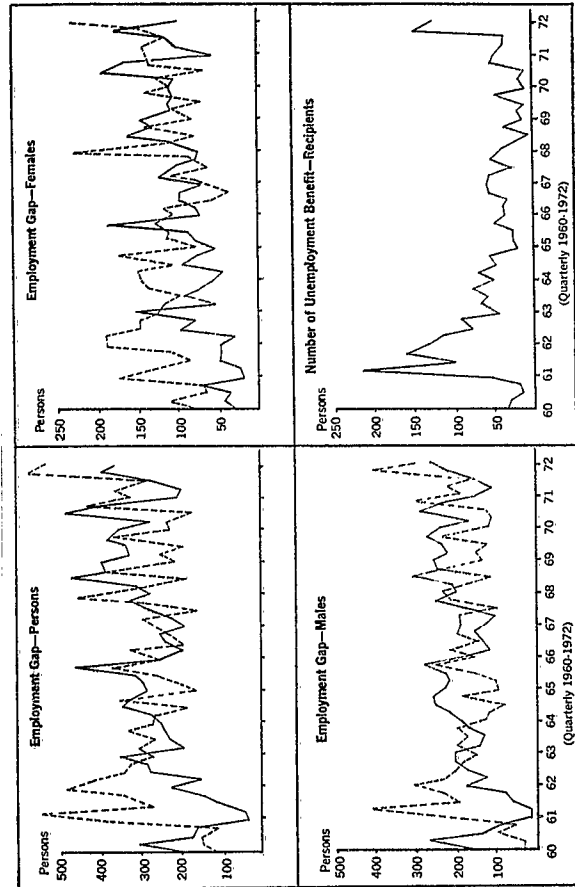 Employment Gap—Persons
Persons
500
400
300
200
100
Employment Gap—Females
Persons
250
200
150
100
50
Employment Gap—Males
Persons
500
400
300
200
100
60 61 62 63 64 65 66 67 68 69 70 71 72
(Quarterly 1960-1972)
Number of Unemployment Benefit—Recipients
Persons
250
200
150
100
50
60 61 62 63 64 65 66 67 68 69 70 71 72
(Quarterly 1960-1972)